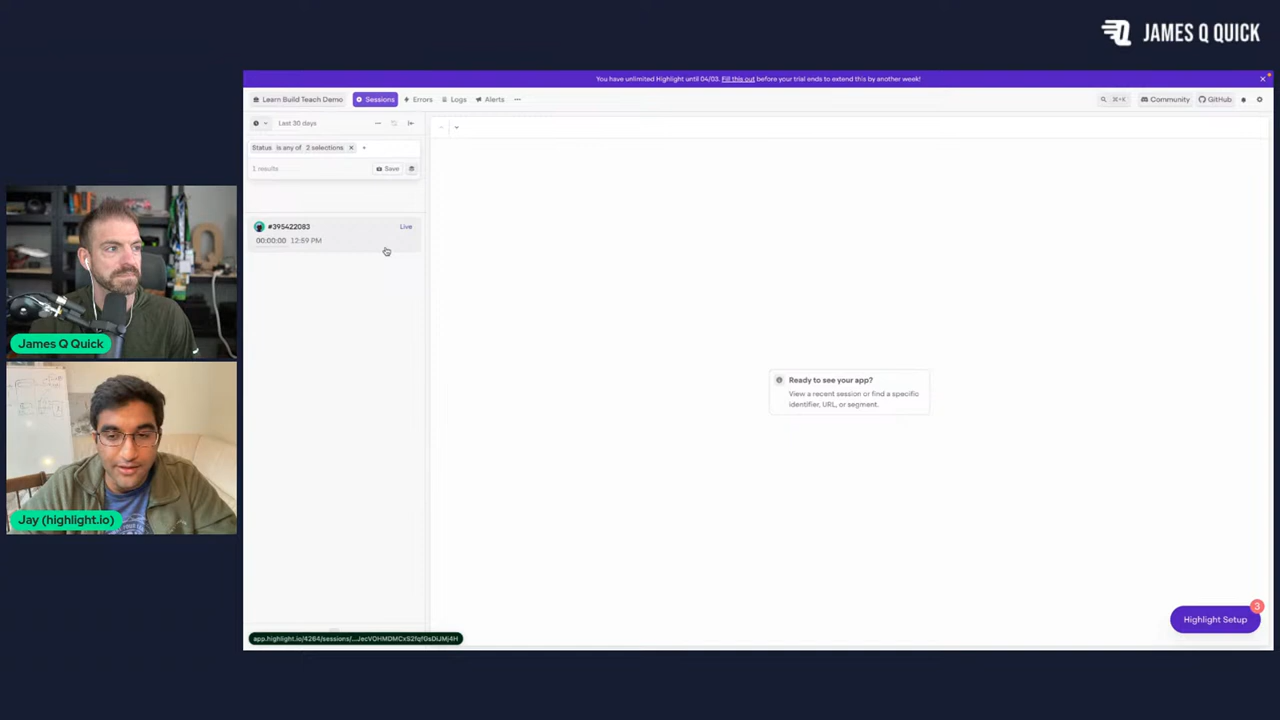 JAMES Q QUICK
You have unlimited Highlight until 04/03. Fill this out before your trial ends to extend this by another week!
Learn Build Teach Demo Sessions Errors Logs Alerts ⌘+K Community GitHub
Last 30 days
Status is any of 2 selections
1 results Save
#395422083 Live
00:00:00 12:59 PM
James Q Quick
Ready to see your app?
View a recent session or find a specific
identifier, URL, or segment.
Jay (highlight.io)
3
Highlight Setup